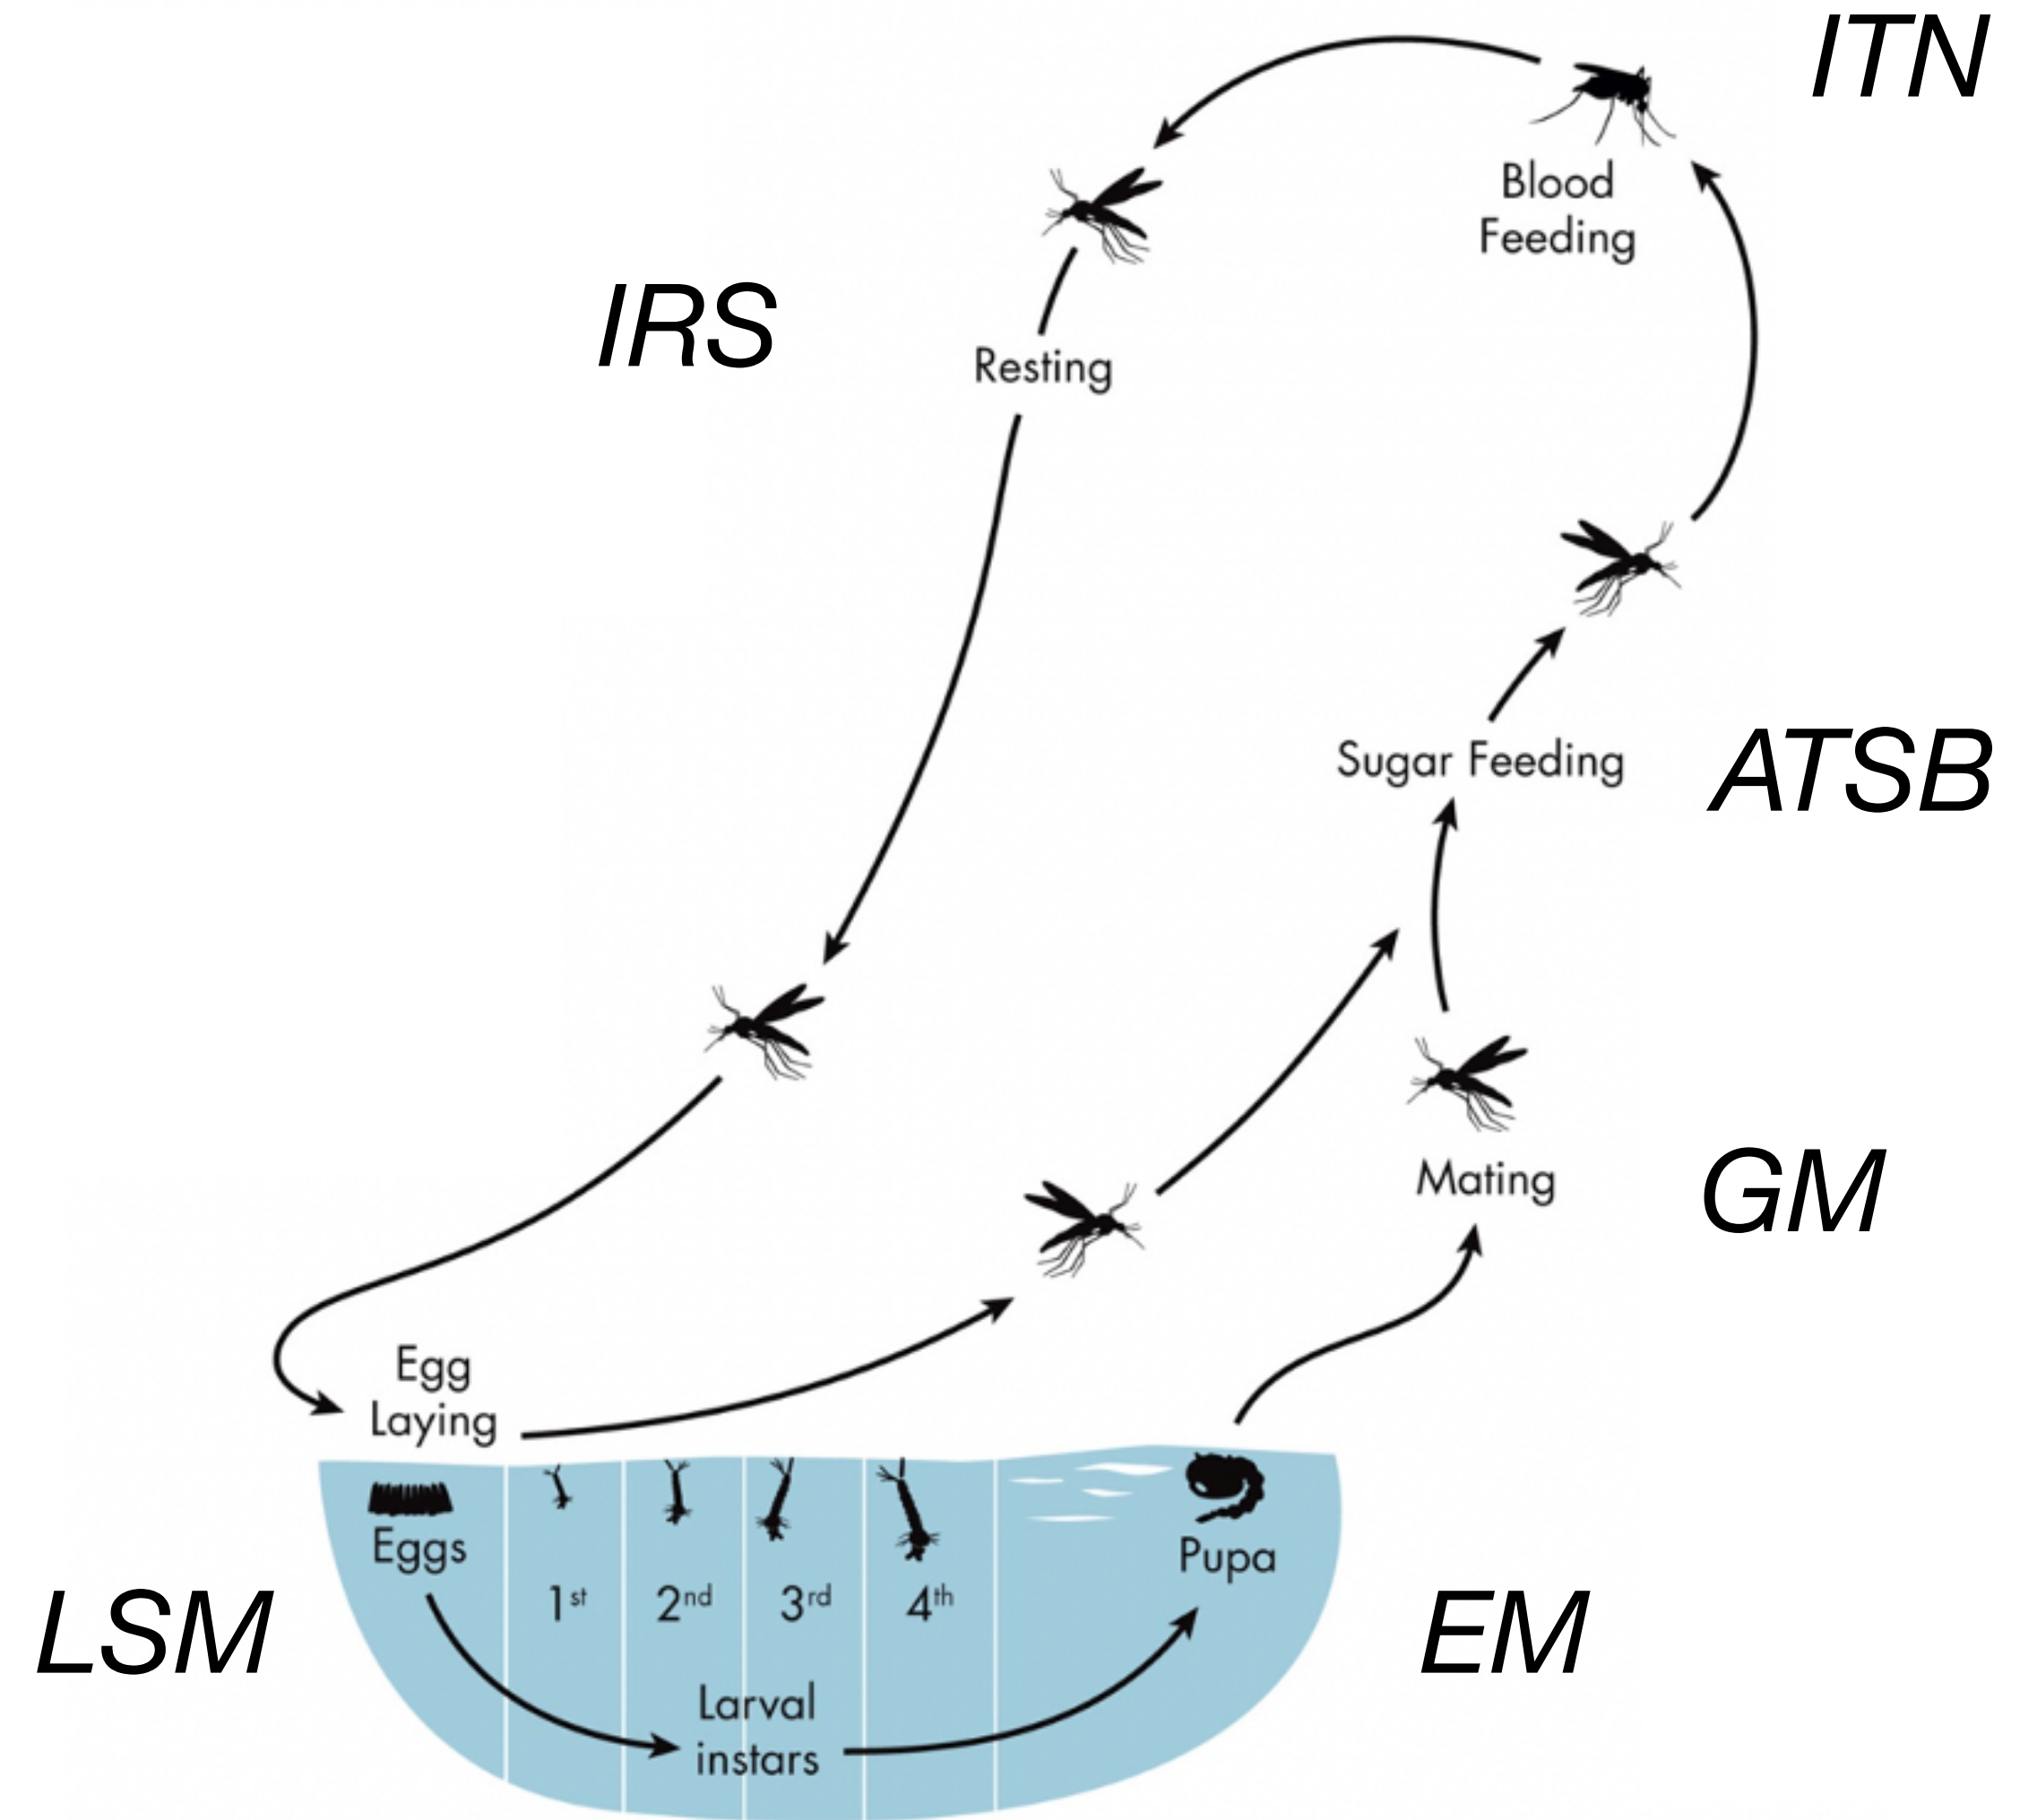 ITN
Blood
Feeding
IRS
Resting
Sugar Feeding
ATSB
Mating
GM
Egg
Laying
Eggs
1st
2nd
3rd
4th
Pupa
LSM
EM
Larval
instars